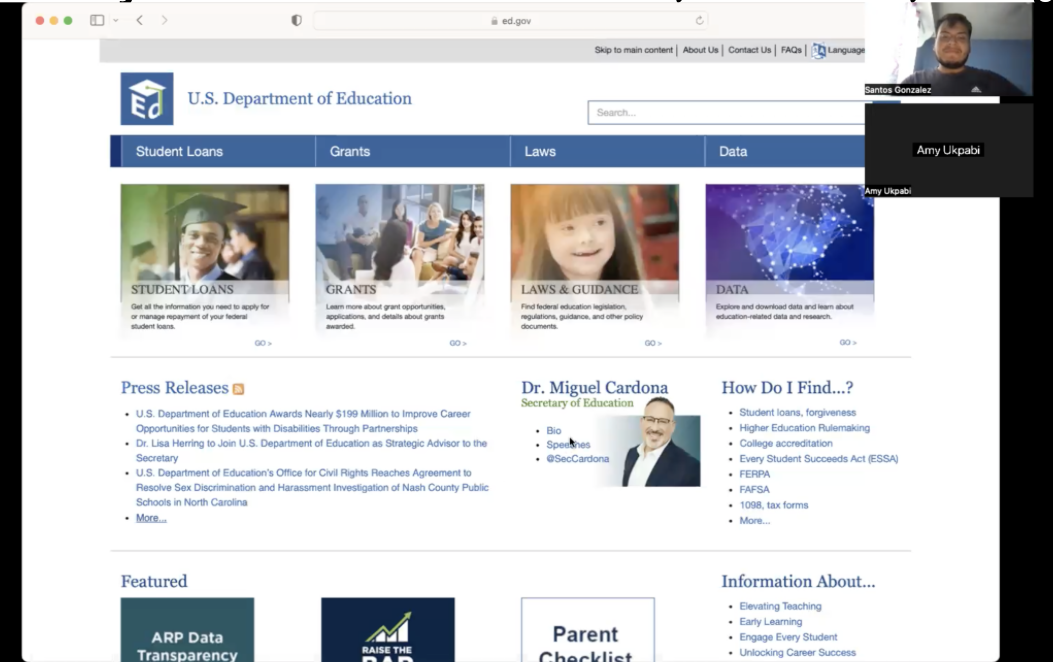 ed.gov
Skip to main content | About Us | Contact Us | FAQs | Language
Ed
U.S. Department of Education
Search...
Student Loans
Grants
Laws
Data
STUDENT LOANS
Get all the information you need to apply for
or manage repayment of your federal
student loans.
GO >
GRANTS
Learn more about grant opportunities,
applications, and details about grants
awarded.
GO >
LAWS & GUIDANCE
Find federal education legislation,
regulations, guidance, and other policy
documents.
GO >
DATA
Explore and download data and learn about
education-related data and research.
GO >
Santos Gonzalez
Amy Ukpabi
Amy Ukpabi
Press Releases
U.S. Department of Education Awards Nearly $199 Million to Improve Career
Opportunities for Students with Disabilities Through Partnerships
Dr. Lisa Herring to Join U.S. Department of Education as Strategic Advisor to the
Secretary
U.S. Department of Education's Office for Civil Rights Reaches Agreement to
Resolve Sex Discrimination and Harassment Investigation of Nash County Public
Schools in North Carolina
More...
Dr. Miguel Cardona
Secretary of Education
Bio
Speeches
@SecCardona
How Do I Find...?
Student loans, forgiveness
Higher Education Rulemaking
College accreditation
Every Student Succeeds Act (ESSA)
FERPA
FAFSA
1098, tax forms
More...
Featured
ARP Data
Transparency
RAISE THE
BAR
Parent
Checklist
Information About...
Elevating Teaching
Early Learning
Engage Every Student
Unlocking Career Success